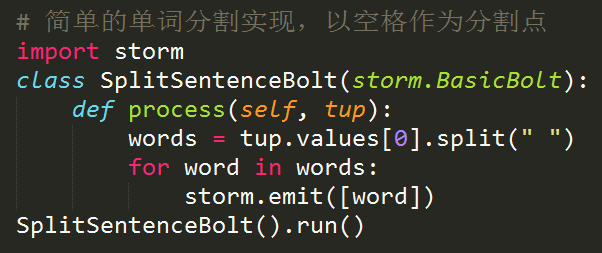 # 简单的单词分割实现，以空格作为分割点
import storm
class SplitSentenceBolt(storm.BasicBolt):
    def process(self, tup):
        words = tup.values[0].split(" ")
        for word in words:
            storm.emit([word])
SplitSentenceBolt().run()